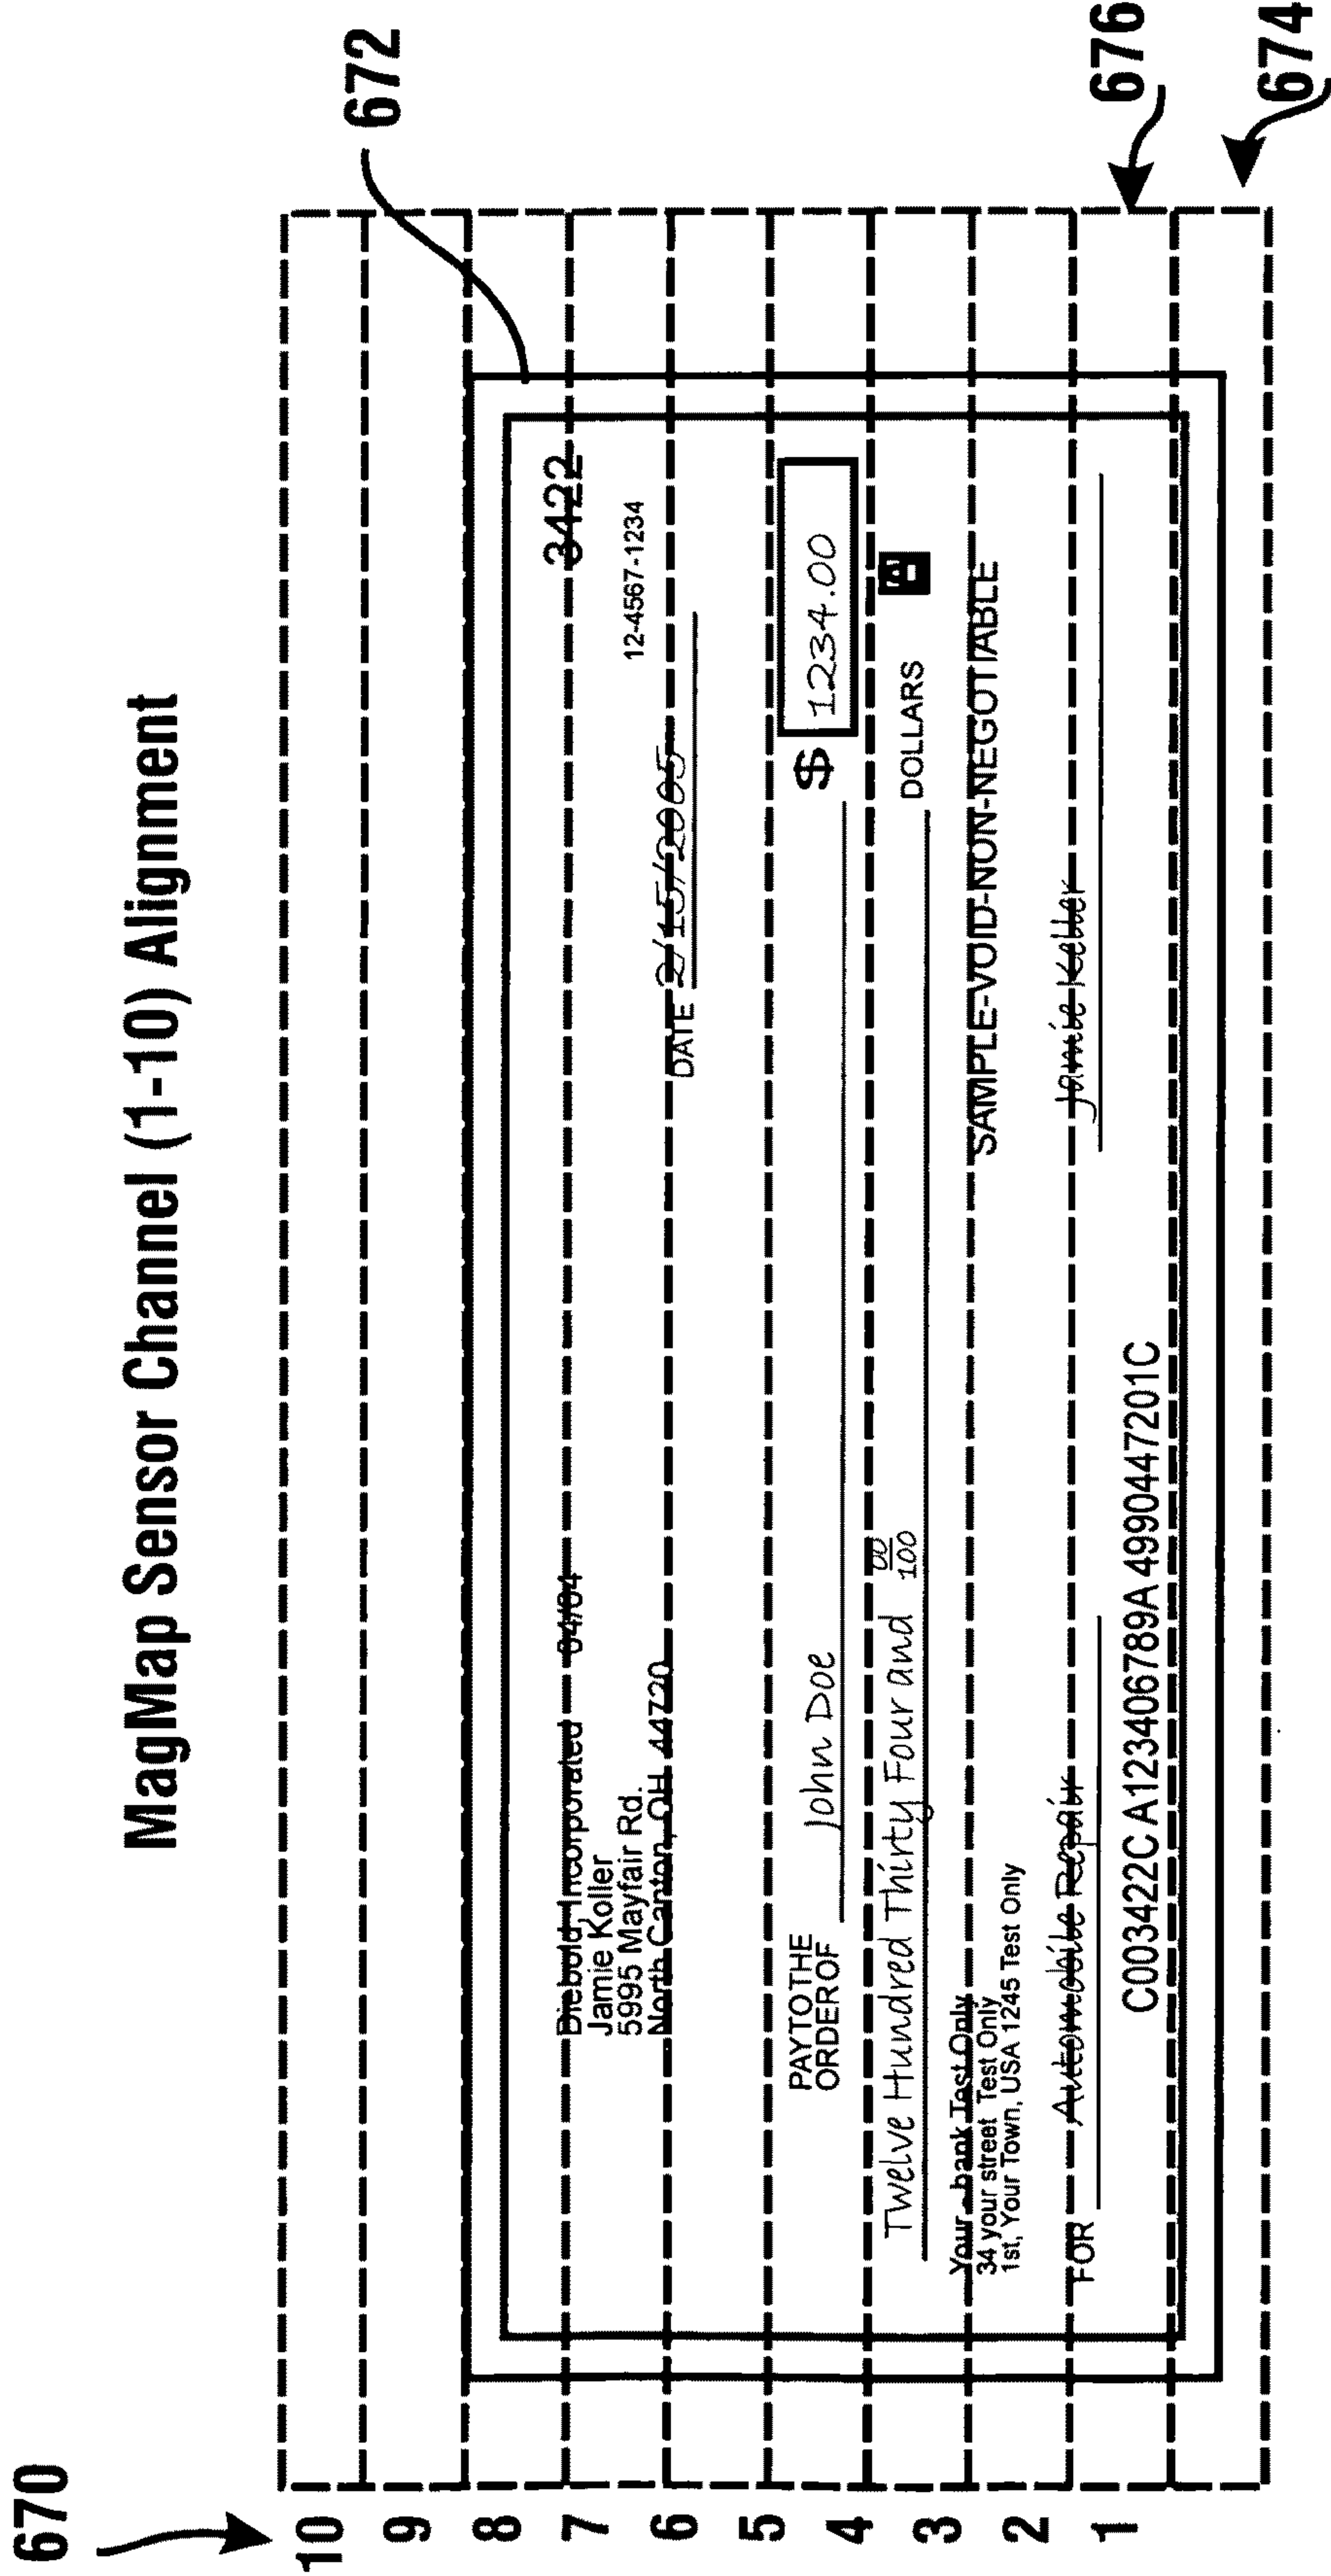 MagMap Sensor Channel (1-10) Alignment
670
672
10
9
8
7
6
5
4
3
2
1
Diebold, Incorporated 04/04
3422
Jamie Koller
5995 Mayfair Rd.
12-4567-1234
North Canton, OH 44720
DATE 2/15/2005
PAY TO THE
ORDER OF John Doe $ 1234.00
Twelve Hundred Thirty Four and 00/100 DOLLARS
Your bank Test Only
34 your street Test Only
1st, Your Town, USA 1245 Test Only
SAMPLE-VOID-NON-NEGOTIABLE
FOR Automobile Repair Jamie Keller
C003422C A123406789A 4990447201C
676
674